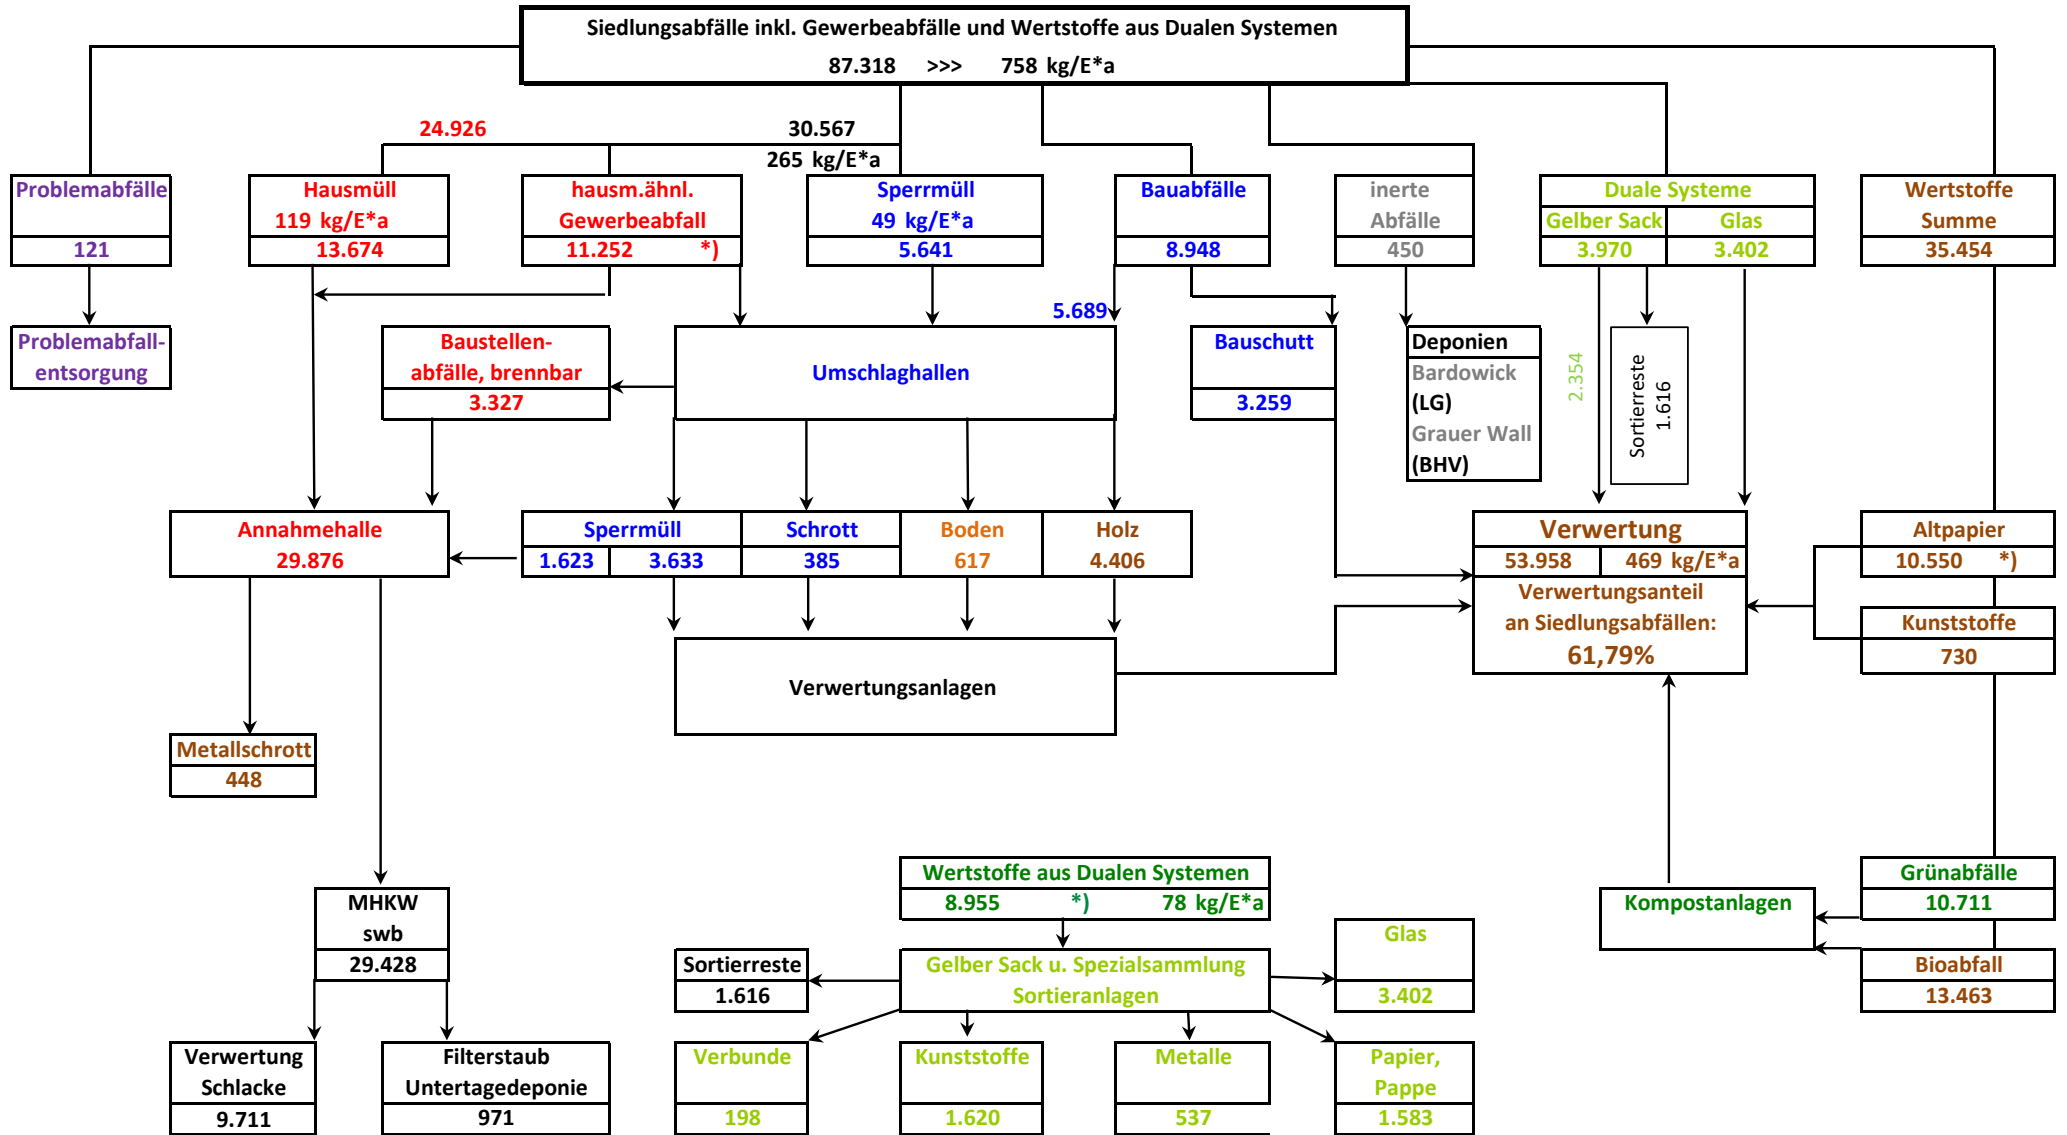 Siedlungsabfälle inkl. Gewerbeabfälle und Wertstoffe aus Dualen Systemen
87.318 >>> 758 kg/E*a
24.926
30.567
265 kg/E*a
Problemabfälle
121
Hausmüll
119 kg/E*a
13.674
hausm.ähnl.
Gewerbeabfall
11.252 *)
Sperrmüll
49 kg/E*a
5.641
Bauabfälle
8.948
inerte
Abfälle
450
Duale Systeme
Gelber Sack Glas
3.970 3.402
Wertstoffe
Summe
35.454
5.689
Problemabfall-
entsorgung
Baustellen-
abfälle, brennbar
3.327
Umschlaghallen
Bauschutt
3.259
Deponien
Bardowick
(LG)
Grauer Wall
(BHV)
2.354
Sortierreste
1.616
Annahmehalle
29.876
Sperrmüll
1.623 3.633
Schrott
385
Boden
617
Holz
4.406
Verwertung
53.958 469 kg/E*a
Verwertungsanteil
an Siedlungsabfällen:
61,79%
Altpapier
10.550 *)
Kunststoffe
730
Verwertungsanlagen
Metallschrott
448
Wertstoffe aus Dualen Systemen
8.955 *) 78 kg/E*a
MHKW
swb
29.428
Kompostanlagen
Grünabfälle
10.711
Sortierreste
1.616
Gelber Sack u. Spezialsammlung
Sortieranlagen
Glas
3.402
Bioabfall
13.463
Verwertung
Schlacke
9.711
Filterstaub
Untertagedeponie
971
Verbunde
198
Kunststoffe
1.620
Metalle
537
Papier,
Pappe
1.583